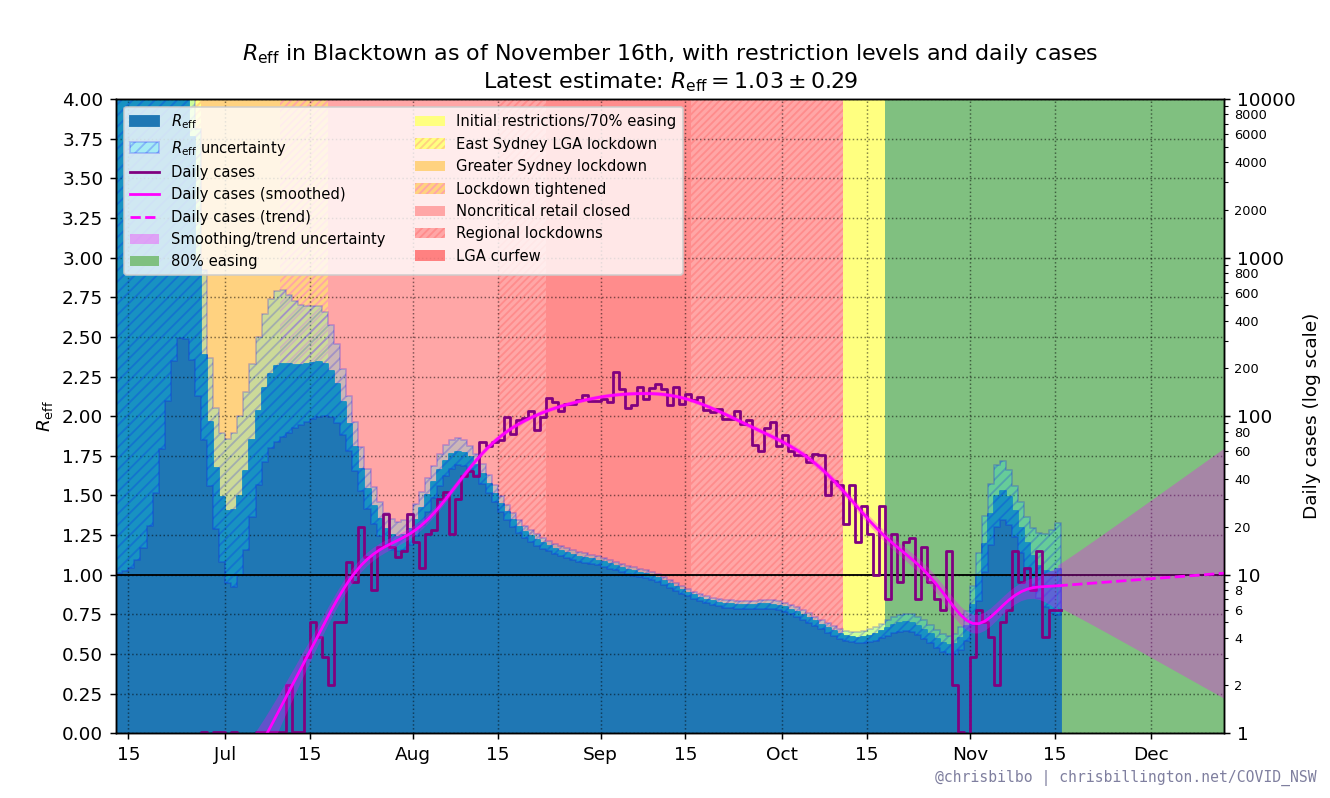 R_eff in Blacktown as of November 16th, with restriction levels and daily cases
Latest estimate: R_eff = 1.03 ± 0.29
R_eff
R_eff uncertainty
Daily cases
Daily cases (smoothed)
Daily cases (trend)
Smoothing/trend uncertainty
80% easing
Initial restrictions/70% easing
East Sydney LGA lockdown
Greater Sydney lockdown
Lockdown tightened
Noncritical retail closed
Regional lockdowns
LGA curfew
R_eff
4.00
3.75
3.50
3.25
3.00
2.75
2.50
2.25
2.00
1.75
1.50
1.25
1.00
0.75
0.50
0.25
0.00
10000
8000
6000
4000
2000
1000
800
600
400
200
100
80
60
40
20
10
8
6
4
2
1
Daily cases (log scale)
15 Jul 15 Aug 15 Sep 15 Oct 15 Nov 15 Dec
@chrisbilbo | chrisbillington.net/COVID_NSW